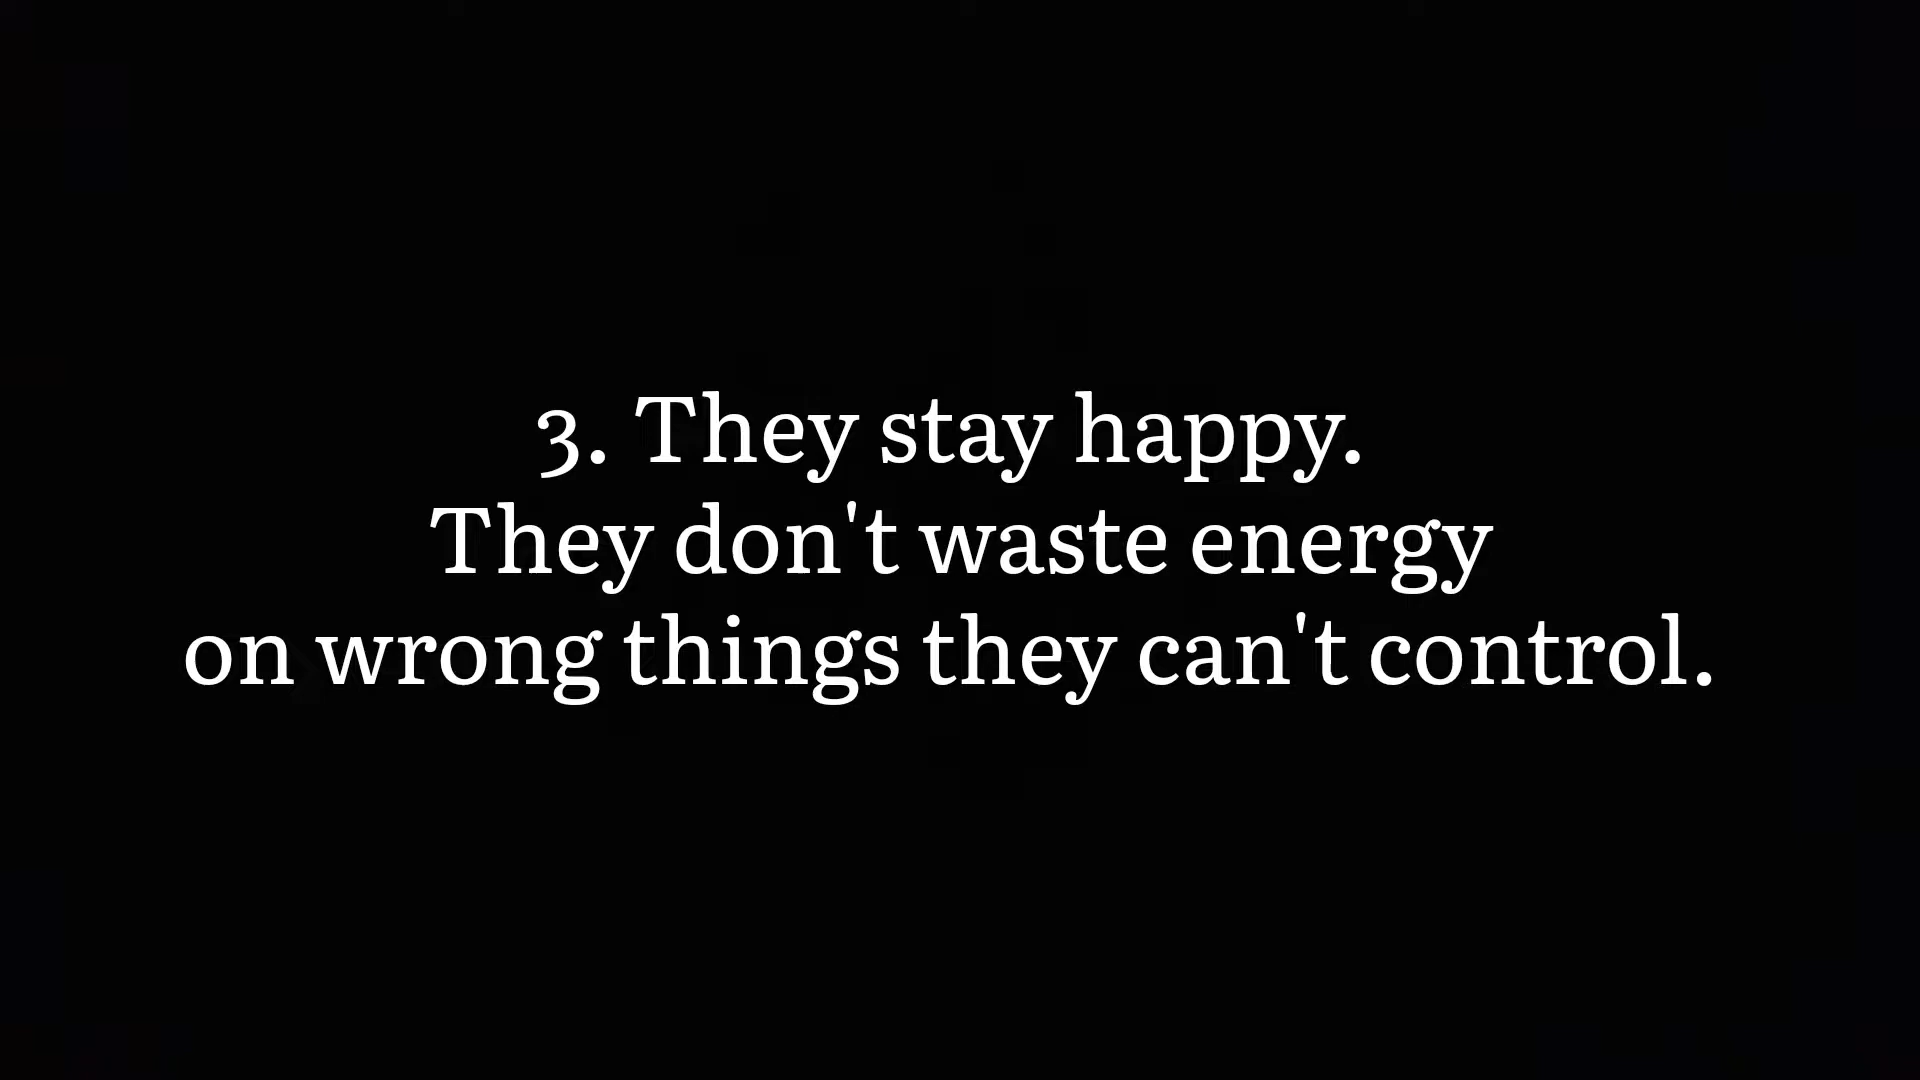 3. They stay happy.
They don't waste energy
on wrong things they can't control.